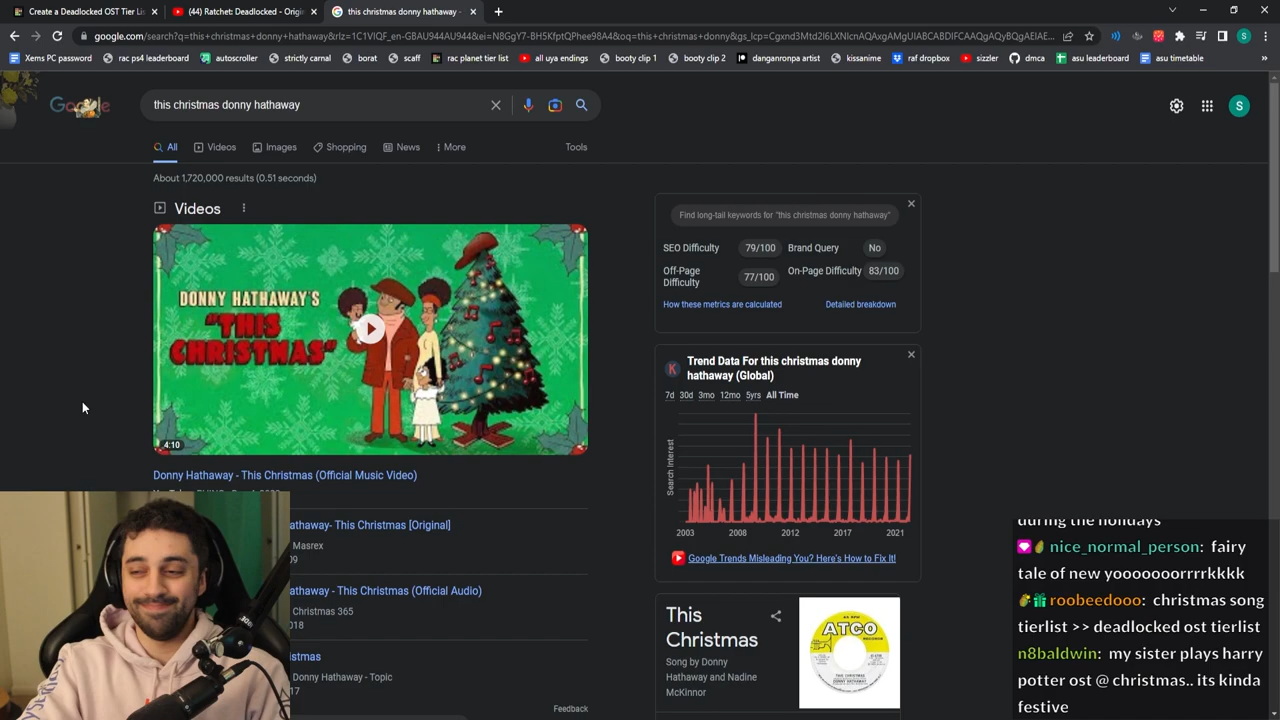 Create a Deadlocked OST Tier Lis
(44) Ratchet: Deadlocked - Origin
this christmas donny hathaway -
Xems PC password
rac ps4 leaderboard
autoscroller
strictly carnal
borat
scaff
rac planet tier list
all uya endings
booty clip 1
booty clip 2
danganronpa artist
kissanime
raf dropbox
sizzler
dmca
asu leaderboard
asu timetable
Google
this christmas donny hathaway
S
All
Videos
Images
Shopping
News
More
Tools
About 1,720,000 results (0.51 seconds)
Videos
DONNY HATHAWAY'S
"THIS
CHRISTMAS"
4:10
Donny Hathaway - This Christmas (Official Music Video)
athaway- This Christmas [Original]
Masrex
09
athaway - This Christmas (Official Audio)
Christmas 365
018
istmas
Donny Hathaway - Topic
17
Feedback
Find long-tail keywords for "this christmas donny hathaway"
SEO Difficulty 79/100 Brand Query No
Off-Page Difficulty 77/100 On-Page Difficulty 83/100
How these metrics are calculated Detailed breakdown
Trend Data For this christmas donny
hathaway (Global)
7d 30d 3mo 12mo 5yrs All Time
Search Interest
2003 2008 2012 2017 2021
Google Trends Misleading You? Here's How to Fix It!
This
Christmas
Song by Donny
Hathaway and Nadine
McKinnor
ATCO
during the holidays
nice_normal_person: fairy
tale of new yooooooorrrrkkkk
roobeedooo: christmas song
tierlist >> deadlocked ost tierlist
n8baldwin: my sister plays harry
potter ost @ christmas.. its kinda
festive